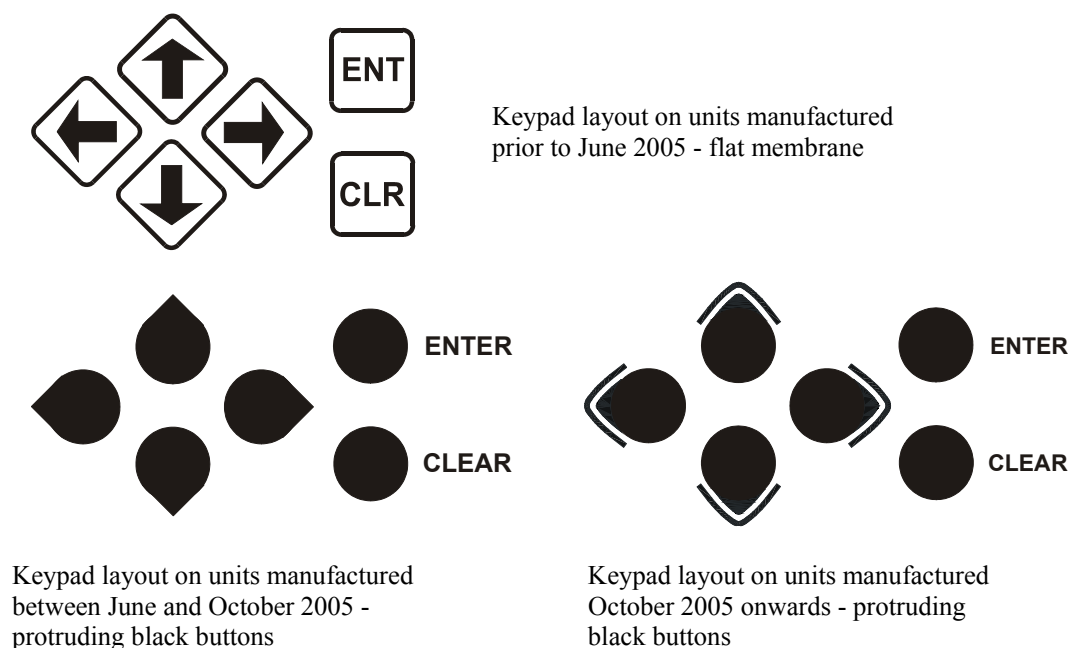 ENT
Keypad layout on units manufactured
prior to June 2005 - flat membrane
CLR
ENTER
CLEAR
ENTER
CLEAR
Keypad layout on units manufactured
between June and October 2005 -
protruding black buttons
Keypad layout on units manufactured
October 2005 onwards - protruding
black buttons